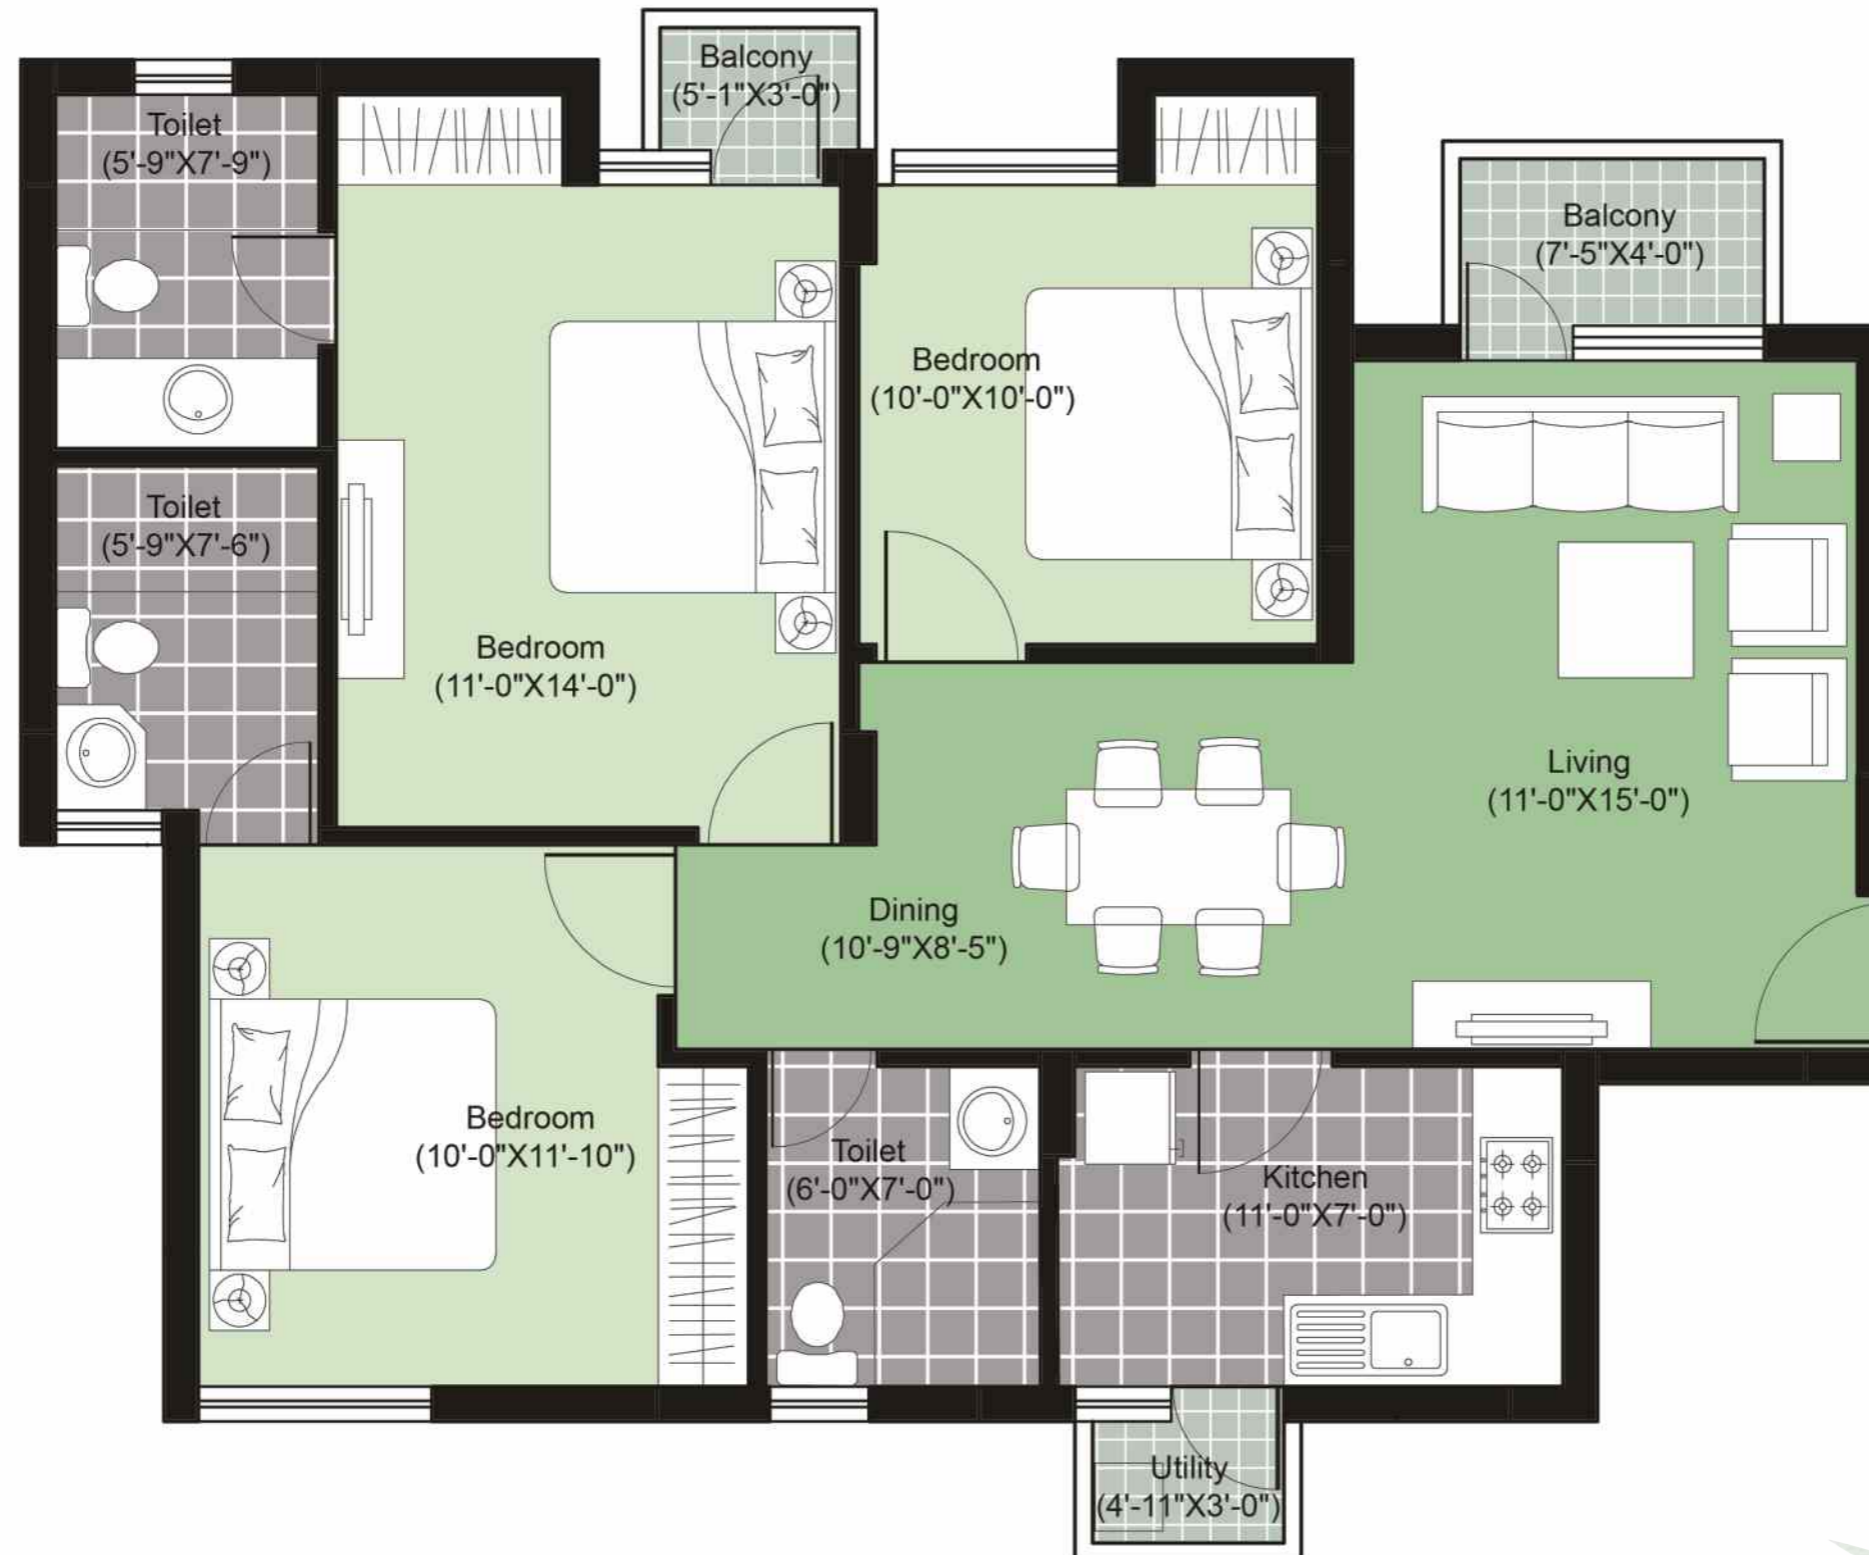 Balcony
(5'-1"X3'-0")
Toilet
(5'-9"X7'-9")
Balcony
(7'-5"X4'-0")
Bedroom
(10'-0"X10'-0")
Toilet
(5'-9"X7'-6")
Bedroom
(11'-0"X14'-0")
Living
(11'-0"X15'-0")
Dining
(10'-9"X8'-5")
Bedroom
(10'-0"X11'-10")
Toilet
(6'-0"X7'-0")
Kitchen
(11'-0"X7'-0")
Utility
(4'-11"X3'-0")